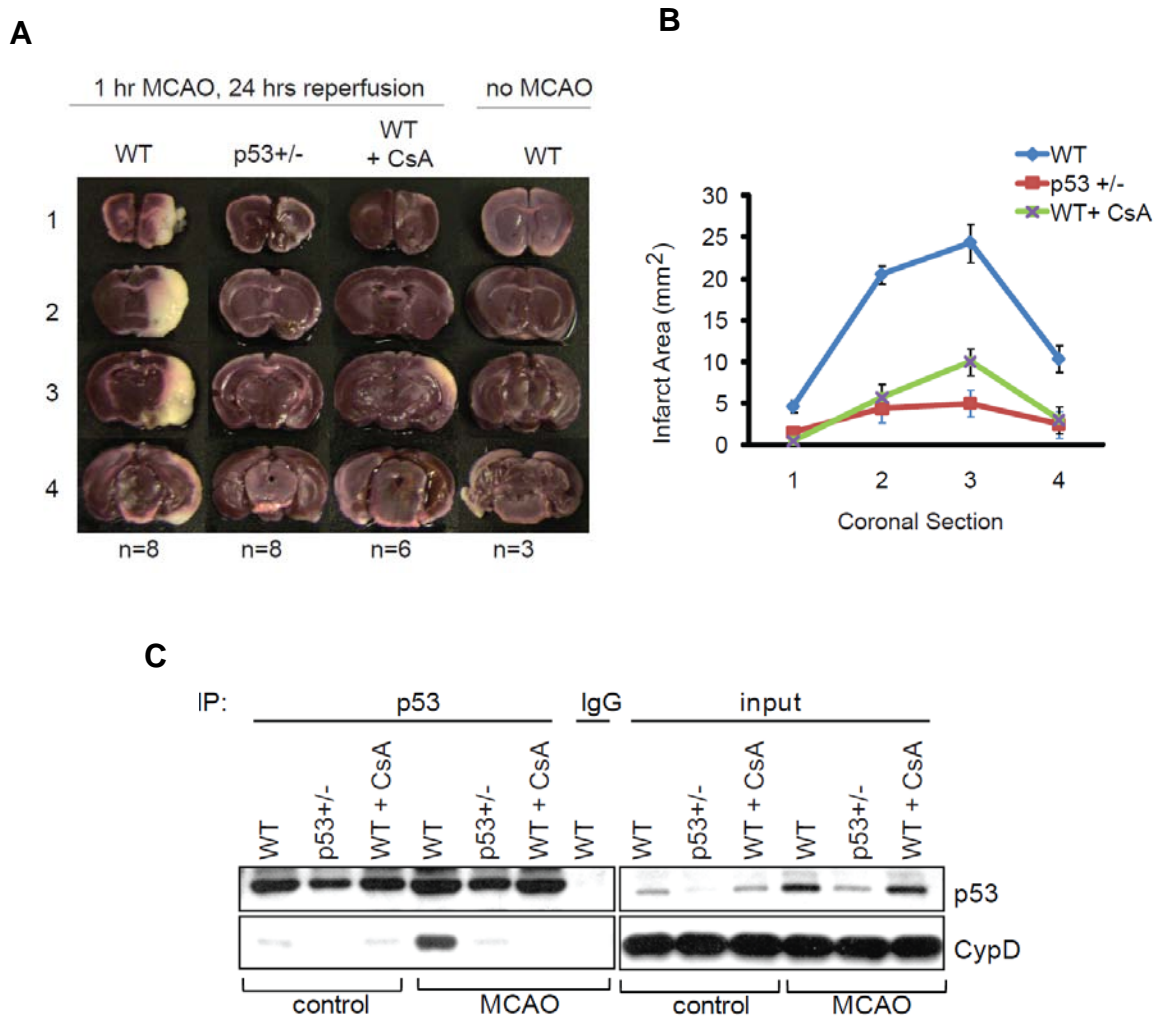 A
1 hr MCAO, 24 hrs reperfusion
no MCAO
WT
p53+/-
WT
+ CsA
WT
1
2
3
4
n=8
n=8
n=6
n=3
B
WT
p53 +/-
WT+ CsA
30
25
20
15
10
5
0
Infarct Area (mm²)
1
2
3
4
Coronal Section
C
IP:
p53
IgG
input
WT
p53+/-
WT + CsA
WT
p53+/-
WT + CsA
WT
WT
p53+/-
WT + CsA
WT
p53+/-
WT + CsA
p53
CypD
control
MCAO
control
MCAO